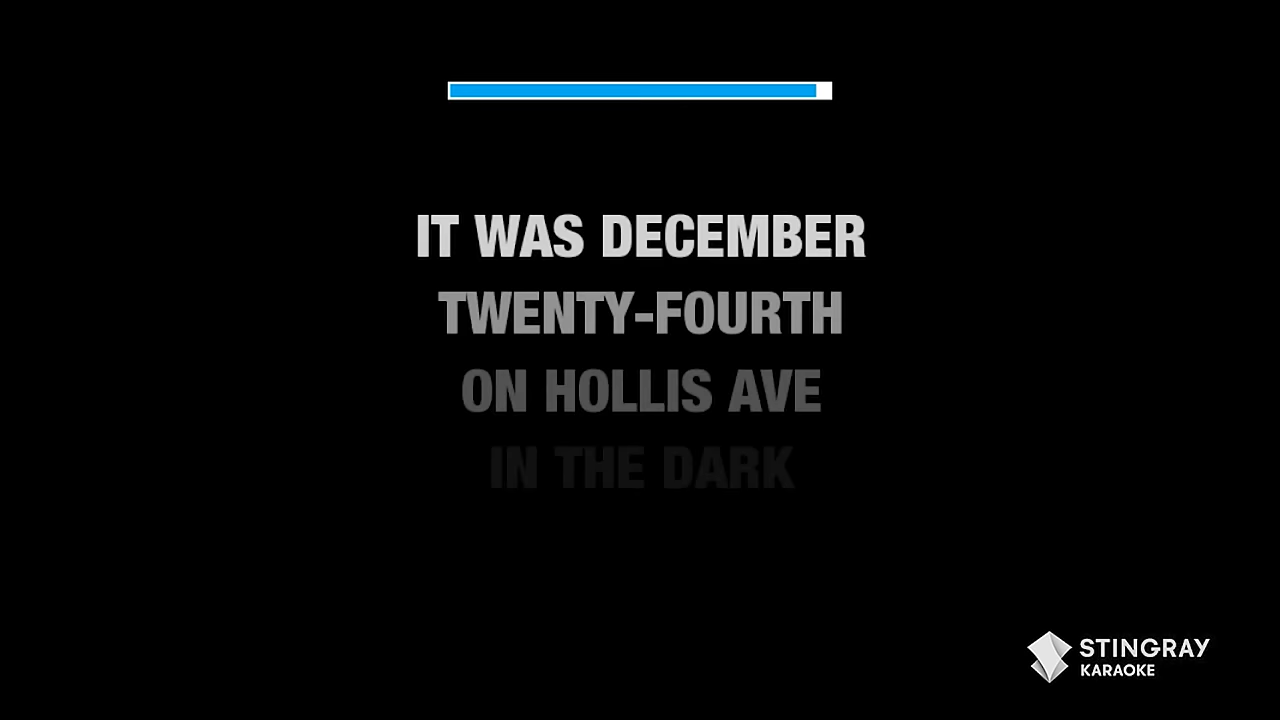 IT WAS DECEMBER
TWENTY-FOURTH
ON HOLLIS AVE
IN THE DARK
STINGRAY
KARAOKE